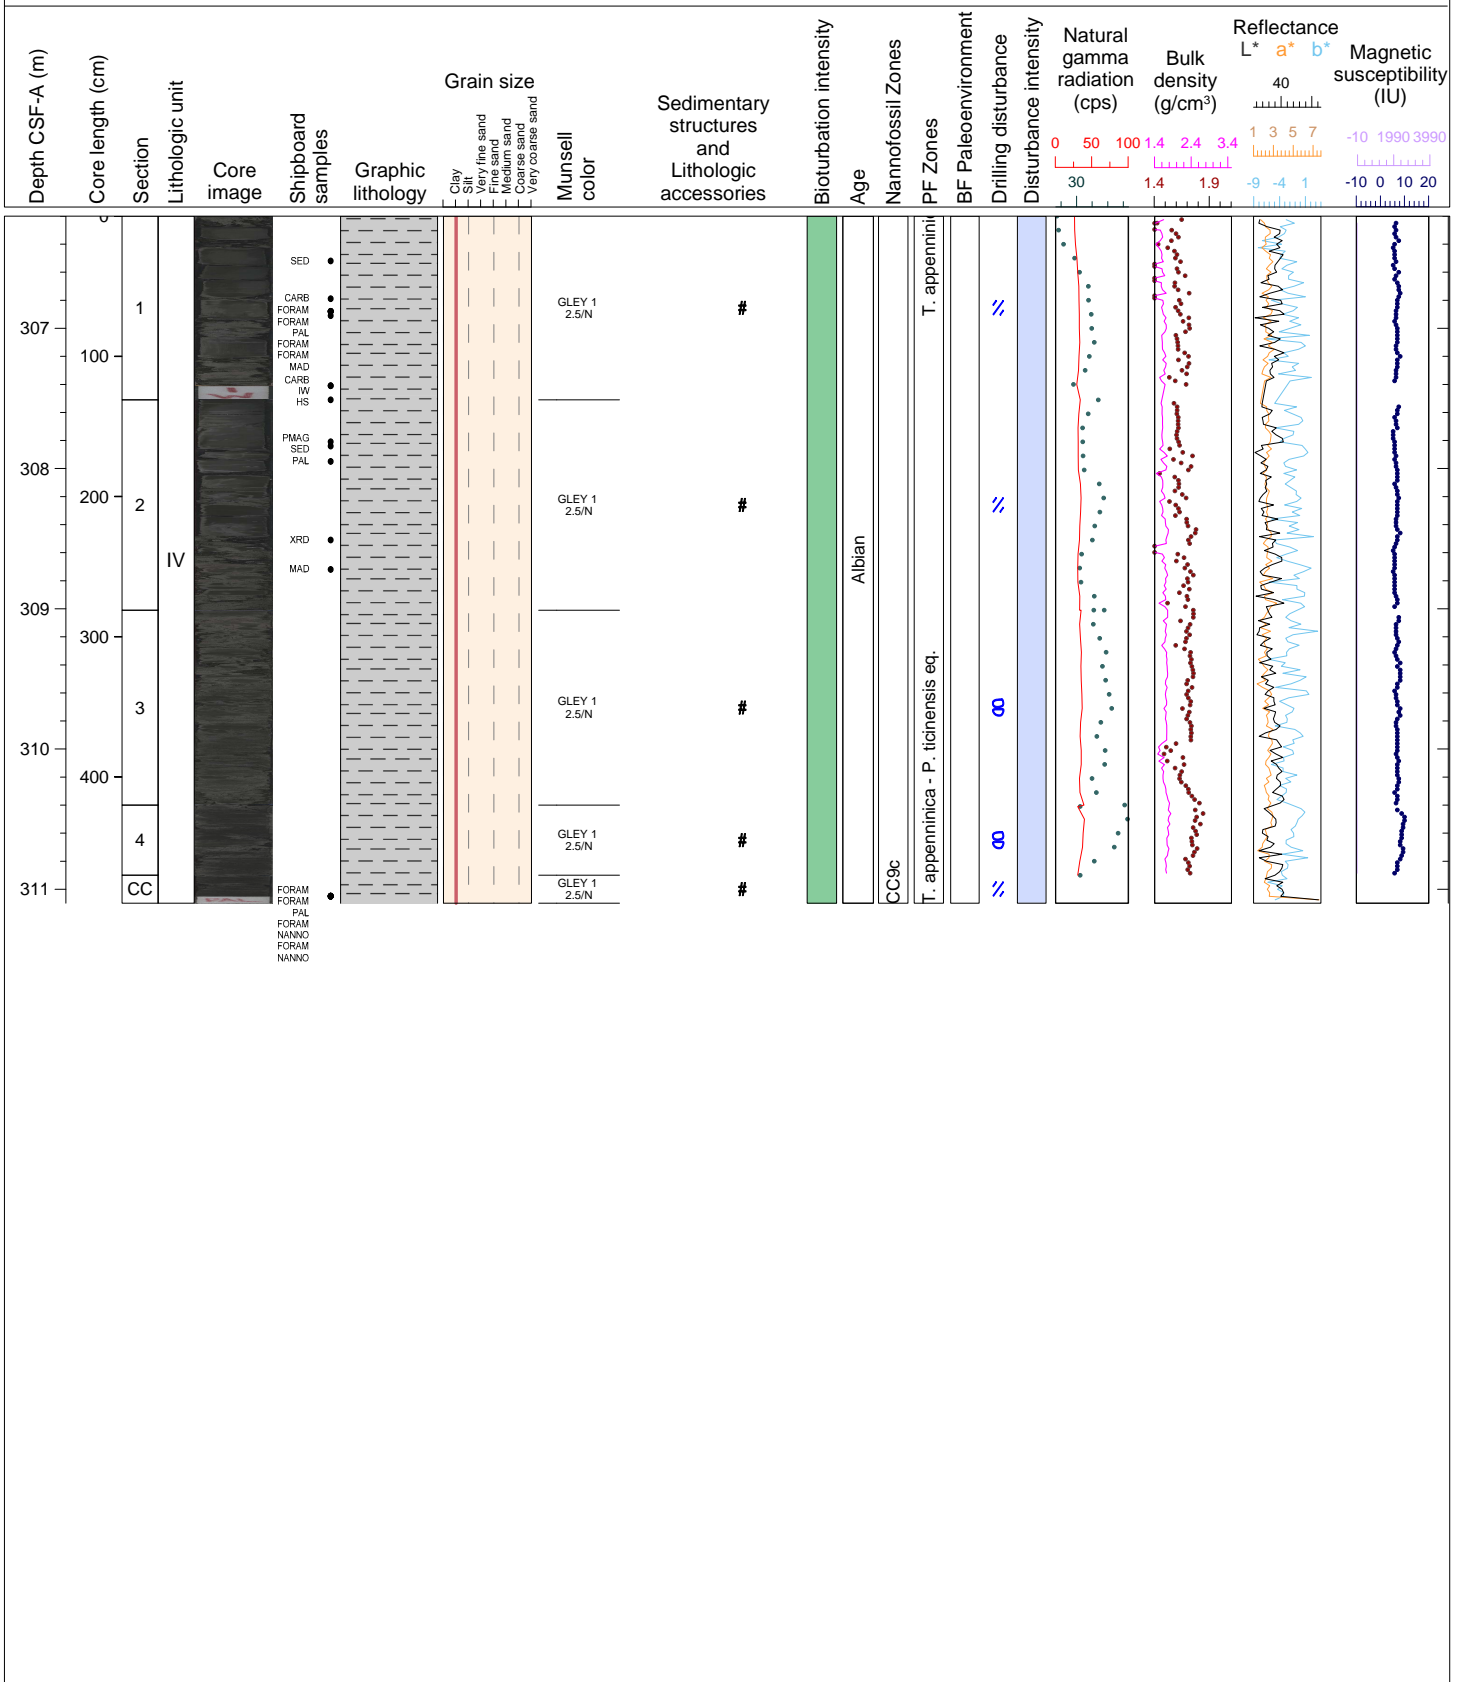 Depth CSF-A (m)
Core length (cm)
Section
Lithologic unit
Core
image
Shipboard
samples
Graphic
lithology
Grain size
Clay
Silt
Very fine sand
Fine sand
Medium sand
Coarse sand
Very coarse sand
Munsell
color
Sedimentary
structures
and
Lithologic
accessories
Bioturbation intensity
Age
Nannofossil Zones
PF Zones
BF Paleoenvironment
Drilling disturbance
Disturbance intensity
Natural
gamma
radiation
(cps)
0 50 100
30
Bulk
density
(g/cm³)
1.4 2.4 3.4
1.4 1.9
Reflectance
L* a* b*
40
1 3 5 7
-9 -4 1
Magnetic
susceptibility
(IU)
-10 1990 3990
-10 0 10 20
307
308
309
310
311
0
100
200
300
400
1
2
3
4
CC
IV
SED
CARB
FORAM
FORAM
PAL
FORAM
FORAM
MAD
CARB
IW
HS
PMAG
SED
PAL
XRD
MAD
FORAM
FORAM
PAL
FORAM
NANNO
FORAM
NANNO
GLEY 1
2.5/N
GLEY 1
2.5/N
GLEY 1
2.5/N
GLEY 1
2.5/N
GLEY 1
2.5/N
#
#
#
#
#
Albian
CC9c
T. appenninic
T. appenninica - P. ticinensis eq.